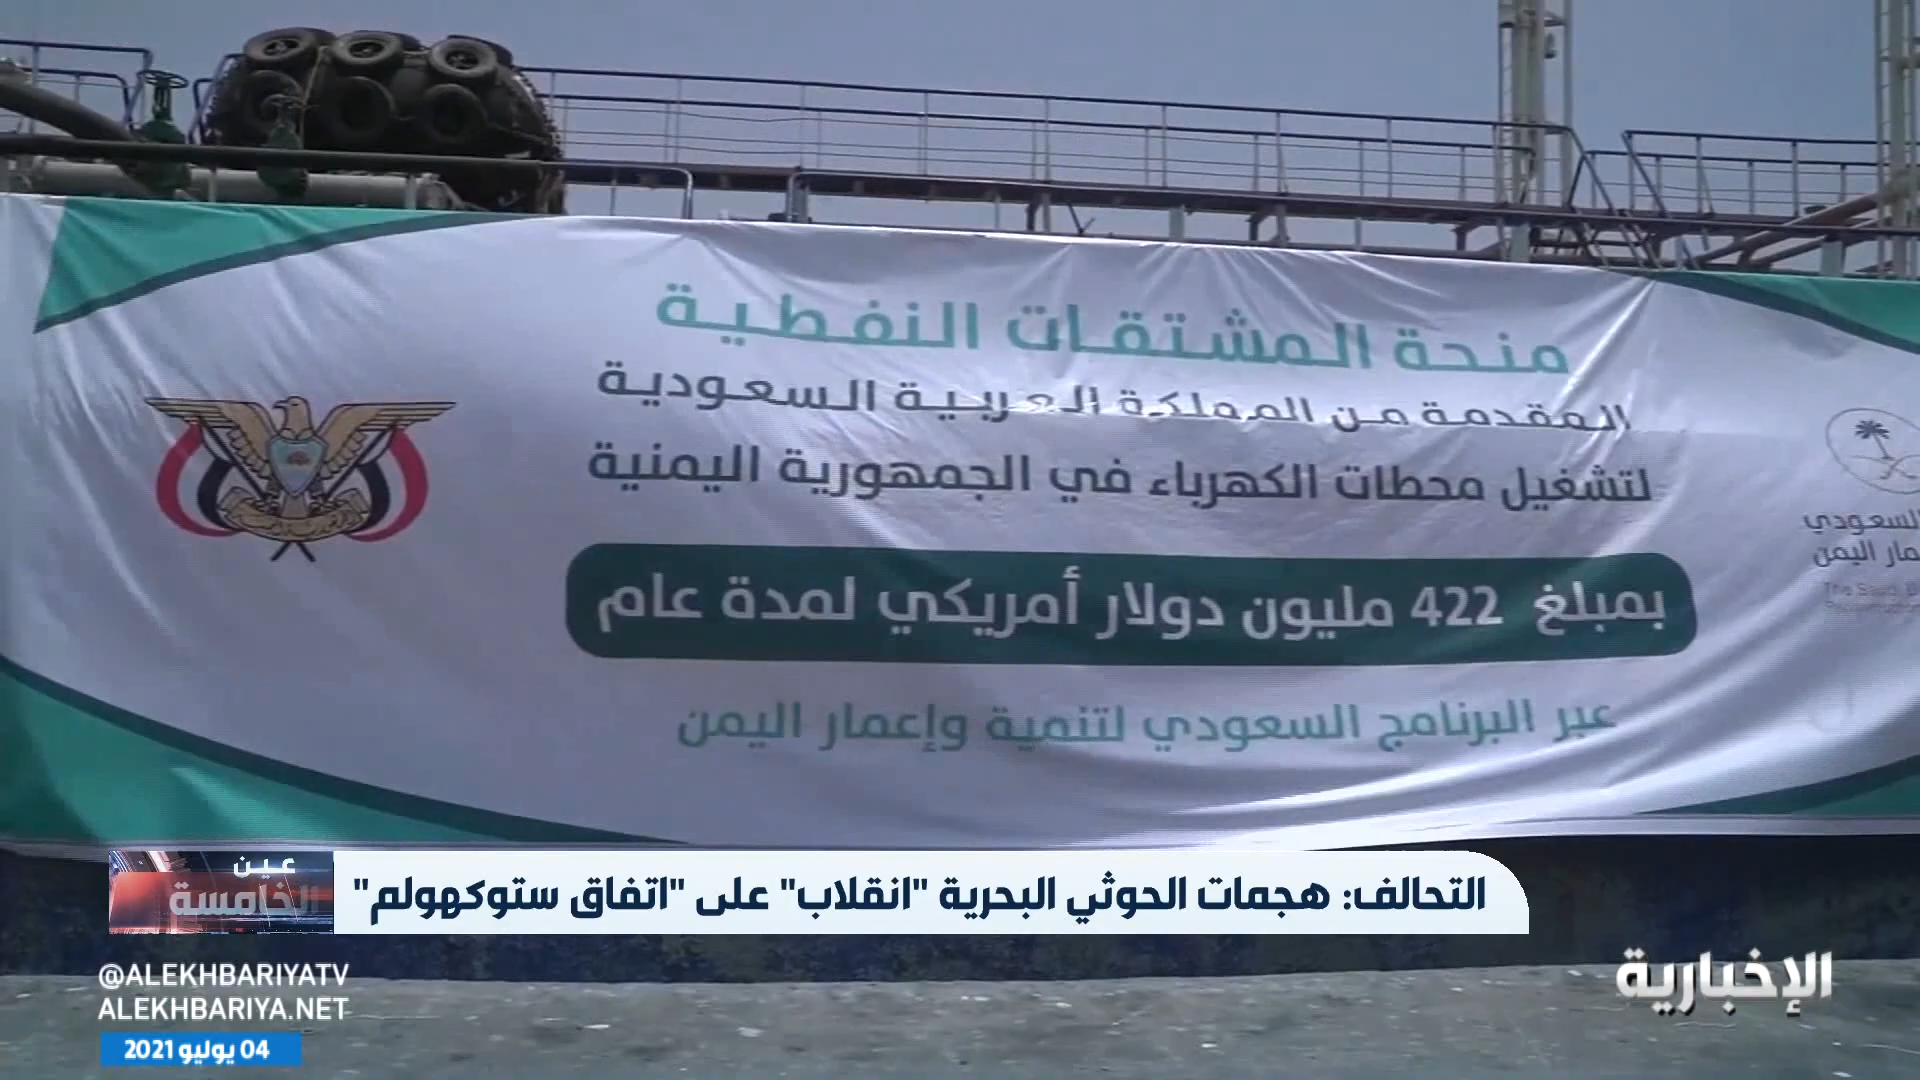 منحة المشتقات النفطية
المقدمة من المملكة العربية السعودية
لتشغيل محطات الكهرباء في الجمهورية اليمنية
بمبلغ 422 مليون دولار أمريكي لمدة عام
عبر البرنامج السعودي لتنمية وإعمار اليمن
السعودي
اليمن
عين
الخامسة
التحالف: هجمات الحوثي البحرية "انقلاب" على "اتفاق ستوكهولم"
@ALEKHBARIYATV
ALEKHBARIYA.NET
04 يوليو 2021
الإخبارية